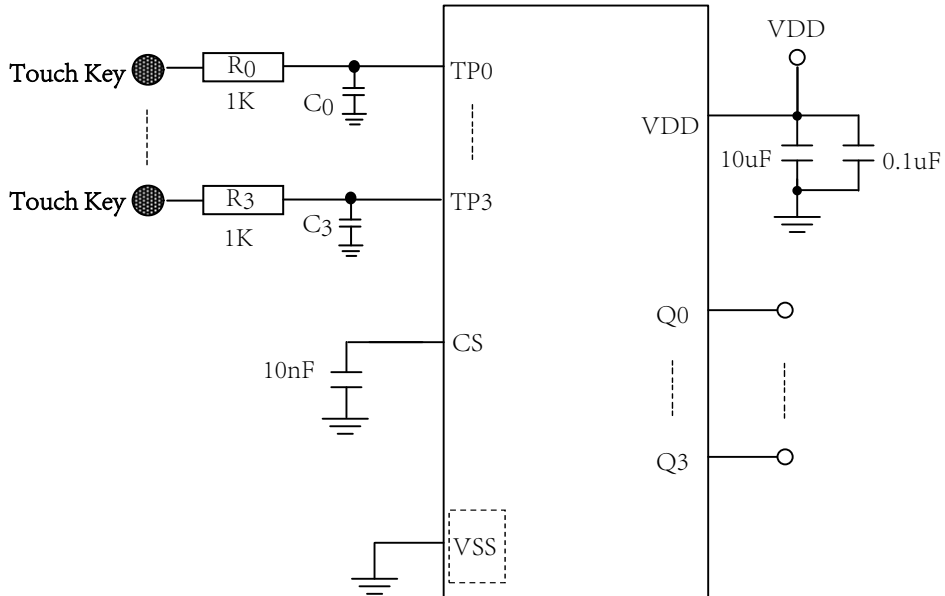 VDD
Touch Key
R0
TP0
1K
C0
VDD
10uF
0.1uF
Touch Key
R3
TP3
1K
C3
Q0
CS
10nF
Q3
VSS